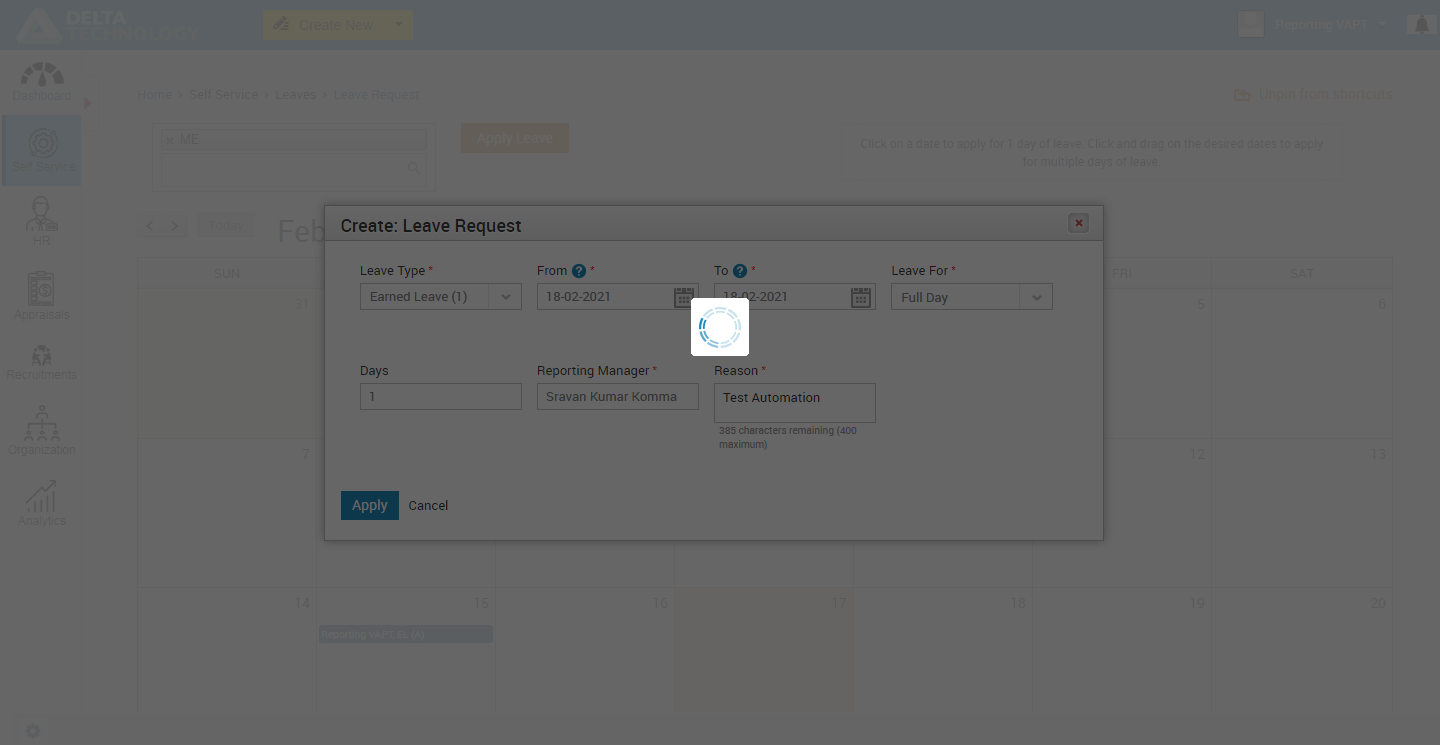 DELTA
TECHNOLOGY
Create New
Reporting VAPT
Dashboard
Home › Self Service › Leaves › Leave Request
Unpin from shortcuts
× ME
Apply Leave
Click on a date to apply for 1 day of leave. Click and drag on the desired dates to apply
for multiple days of leave.
Self Service
HR
Appraisals
Recruitments
Organization
Analytics
< > Today Feb
SUN FRI SAT
31 5 6
Create: Leave Request
Leave Type * From ? * To ? * Leave For *
Earned Leave (1) 18-02-2021 18-02-2021 Full Day
Days Reporting Manager * Reason *
1 Sravan Kumar Komma Test Automation
385 characters remaining (400
maximum)
Apply Cancel
7 12 13
14 15 16 17 18 19 20
Reporting VAPT EL (A)